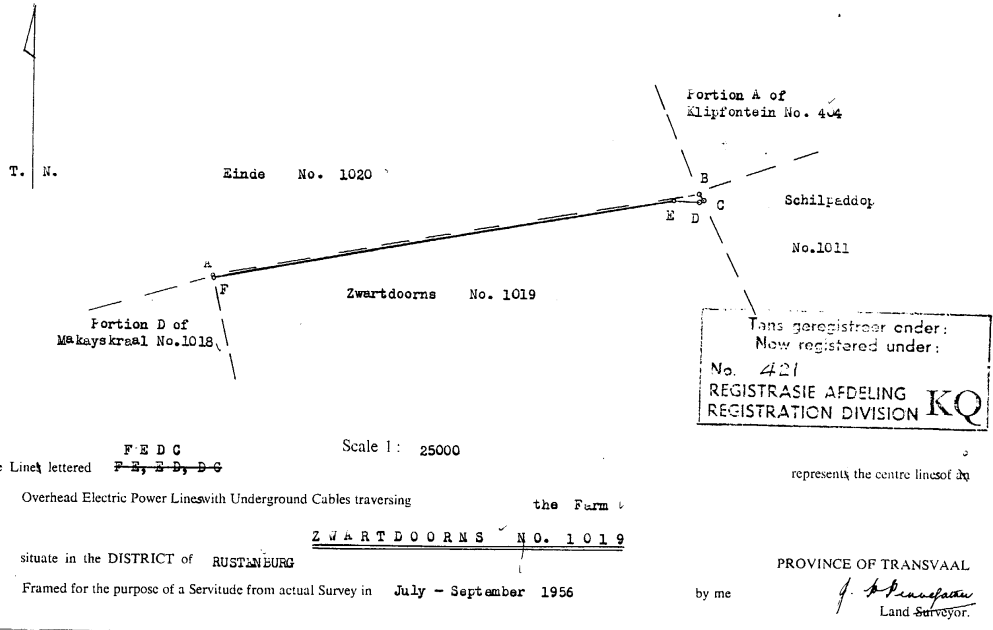 T. N.
Portion A of
Klipfontein No. 404
Einde No. 1020
B
E D C
Schilpaddop
No.1011
A
F
Zwartdoorns No. 1019
Portion D of
Makayskraal No.1018
Tans geregistreer onder:
Now registered under:
No. 421
REGISTRASIE AFDELING
REGISTRATION DIVISION KQ
Scale 1: 25000
F E D C
Line lettered F E, E D, D C
represents the centre lines of
Overhead Electric Power Lines with Underground Cables traversing the Farm
ZWARTDOORNS NO. 1019
situate in the DISTRICT of RUSTENBURG
PROVINCE OF TRANSVAAL
Framed for the purpose of a Servitude from actual Survey in July - September 1956 by me
Land Surveyor.